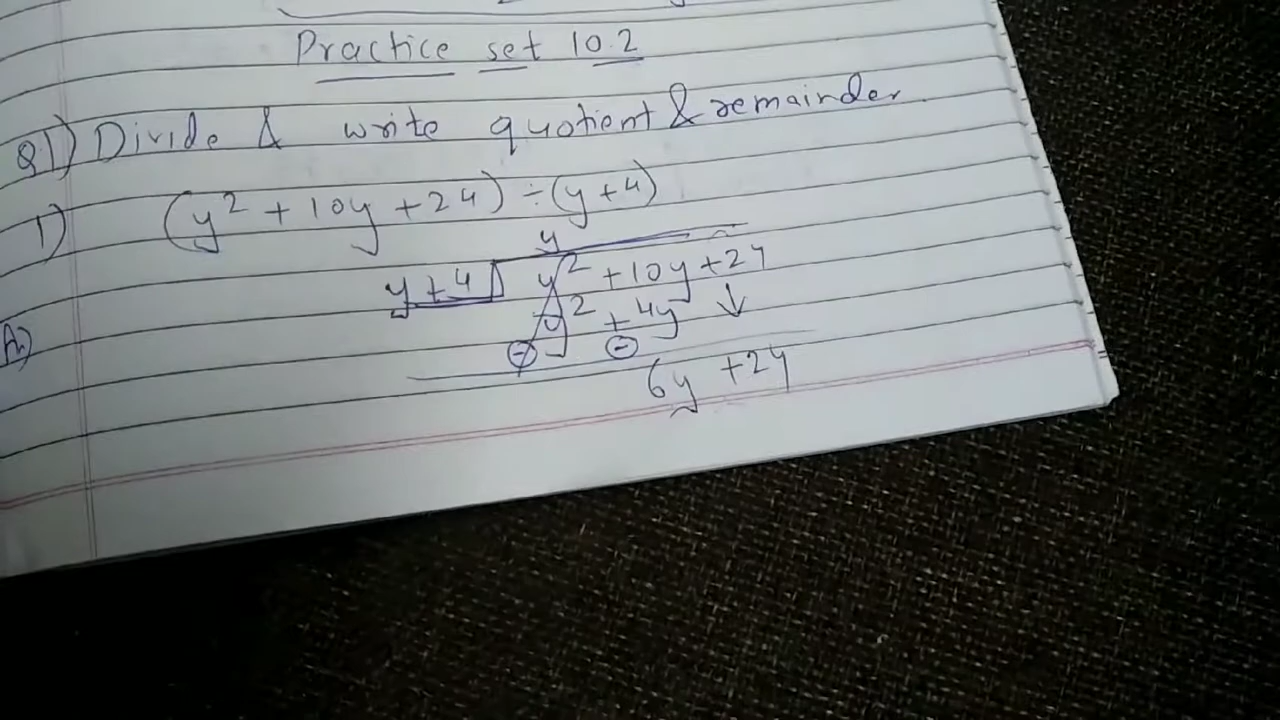 Practice set 10.2
Q1) Divide & write quotient & remainder.
1) (y² + 10y + 24) ÷ (y + 4)
y
y + 4 y² + 10y + 24
A) y² + 4y ↓
⊖ ⊖
6y + 24